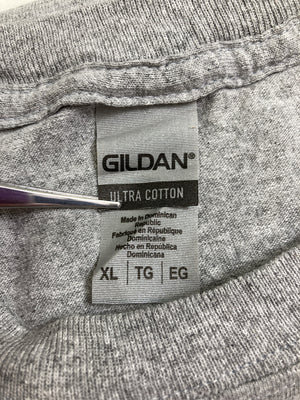 GILDAN®
ULTRA COTTON
Made in Dominican
Republic
Fabriqué en République
Dominicaine
Hecho en República
Dominicana
XL TG EG